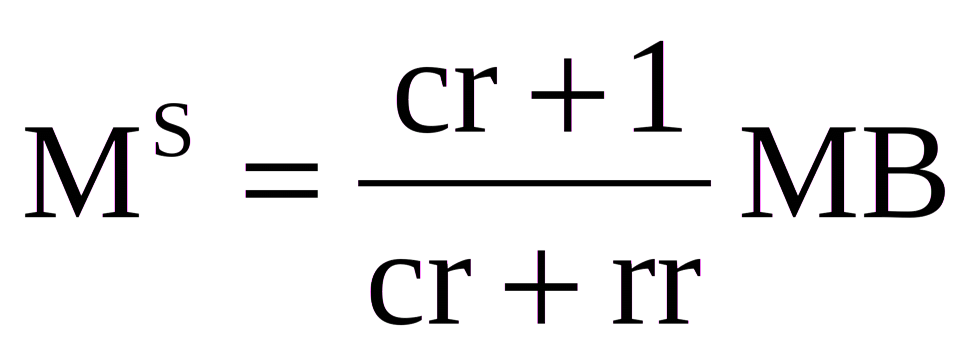 M^S = (cr + 1)/(cr + rr) MB